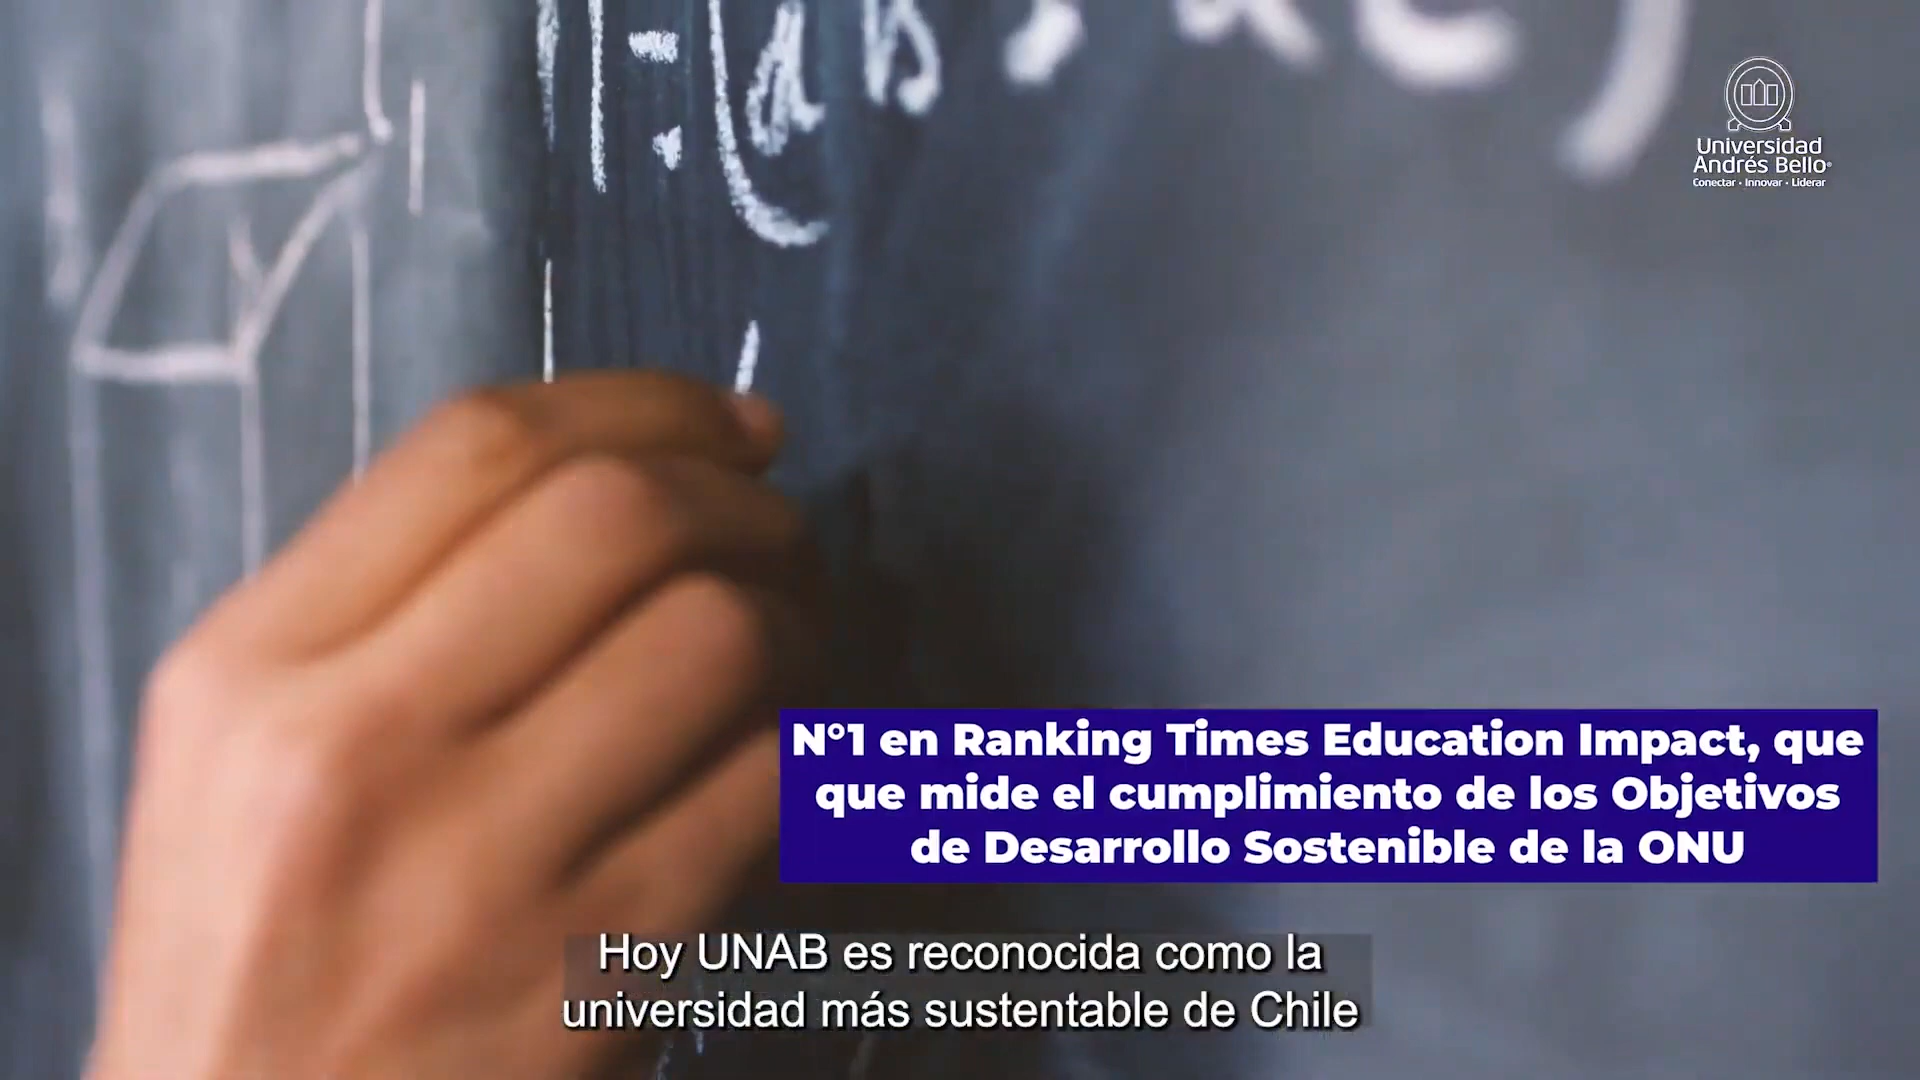 Universidad
Andrés Bello®
Conectar · Innovar · Liderar
N°1 en Ranking Times Education Impact, que
que mide el cumplimiento de los Objetivos
de Desarrollo Sostenible de la ONU
Hoy UNAB es reconocida como la
universidad más sustentable de Chile